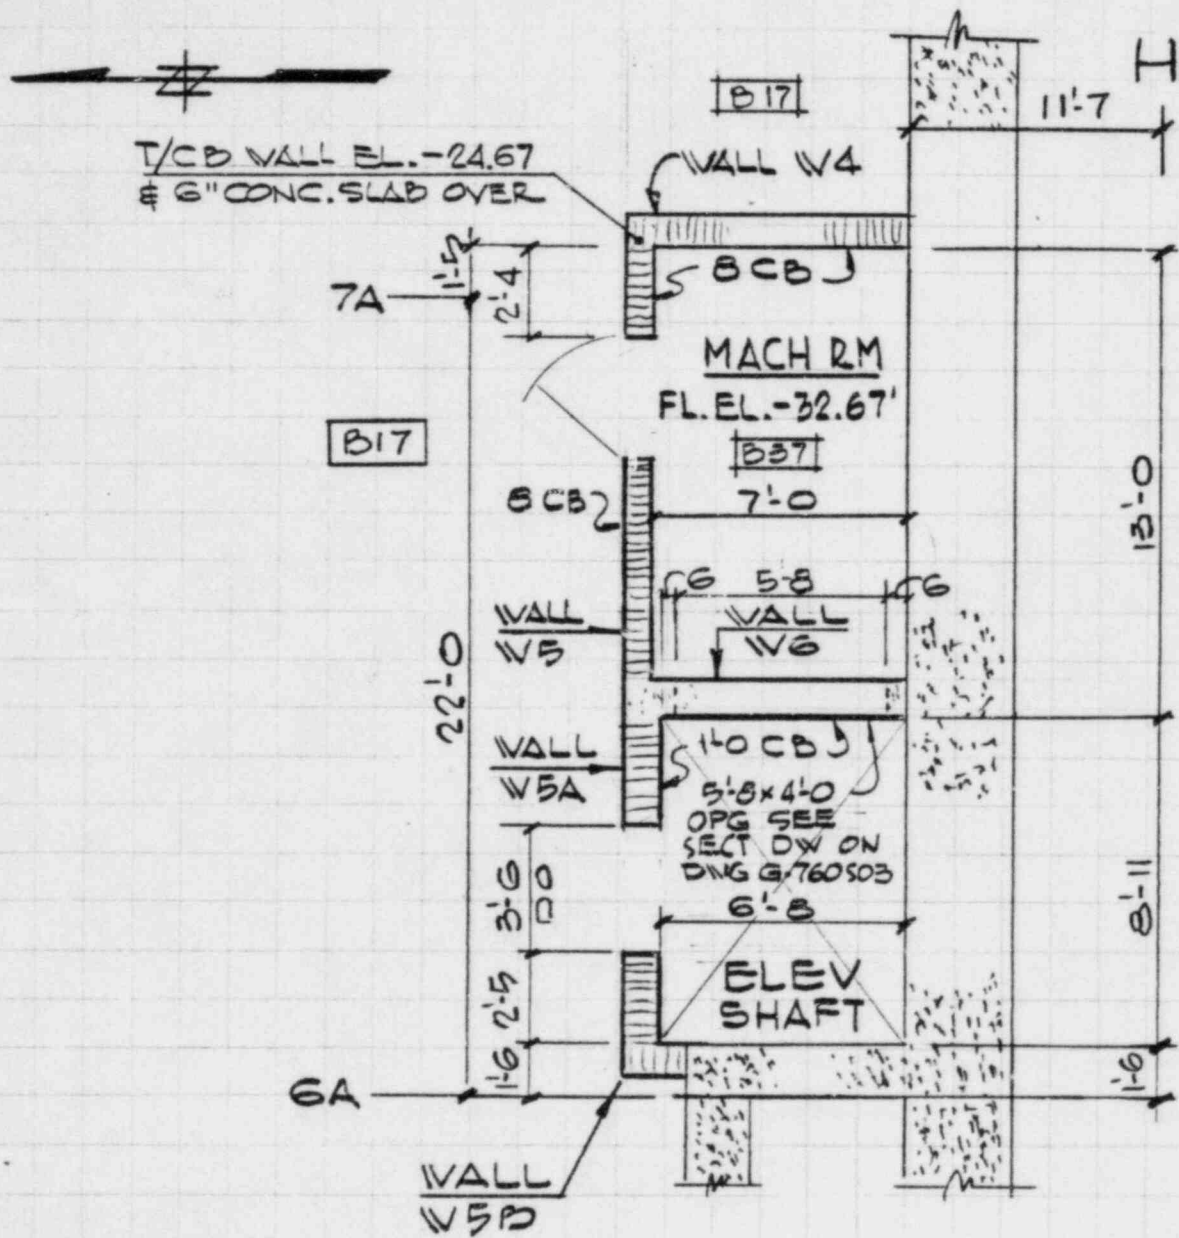 N
H
B 17
11'-7
T/CB WALL EL.-24.67
& 6" CONC. SLAB OVER
WALL W4
8 CB
7A
1'-5
2'-4
MACH RM
FL. EL.-32.67'
B37
7'-0
B17
8 CB
13'-0
6
5-8
6
WALL
W6
WALL
W5
22'-0
WALL
W5A
1'-0 CB
5'-8 x 4'-0
OPG SEE
SECT DW ON
DWG G-760503
3'-6
DO
6'-8
8'-11
ELEV
SHAFT
2'-5
1'-6
1'-6
6A
WALL
W5B